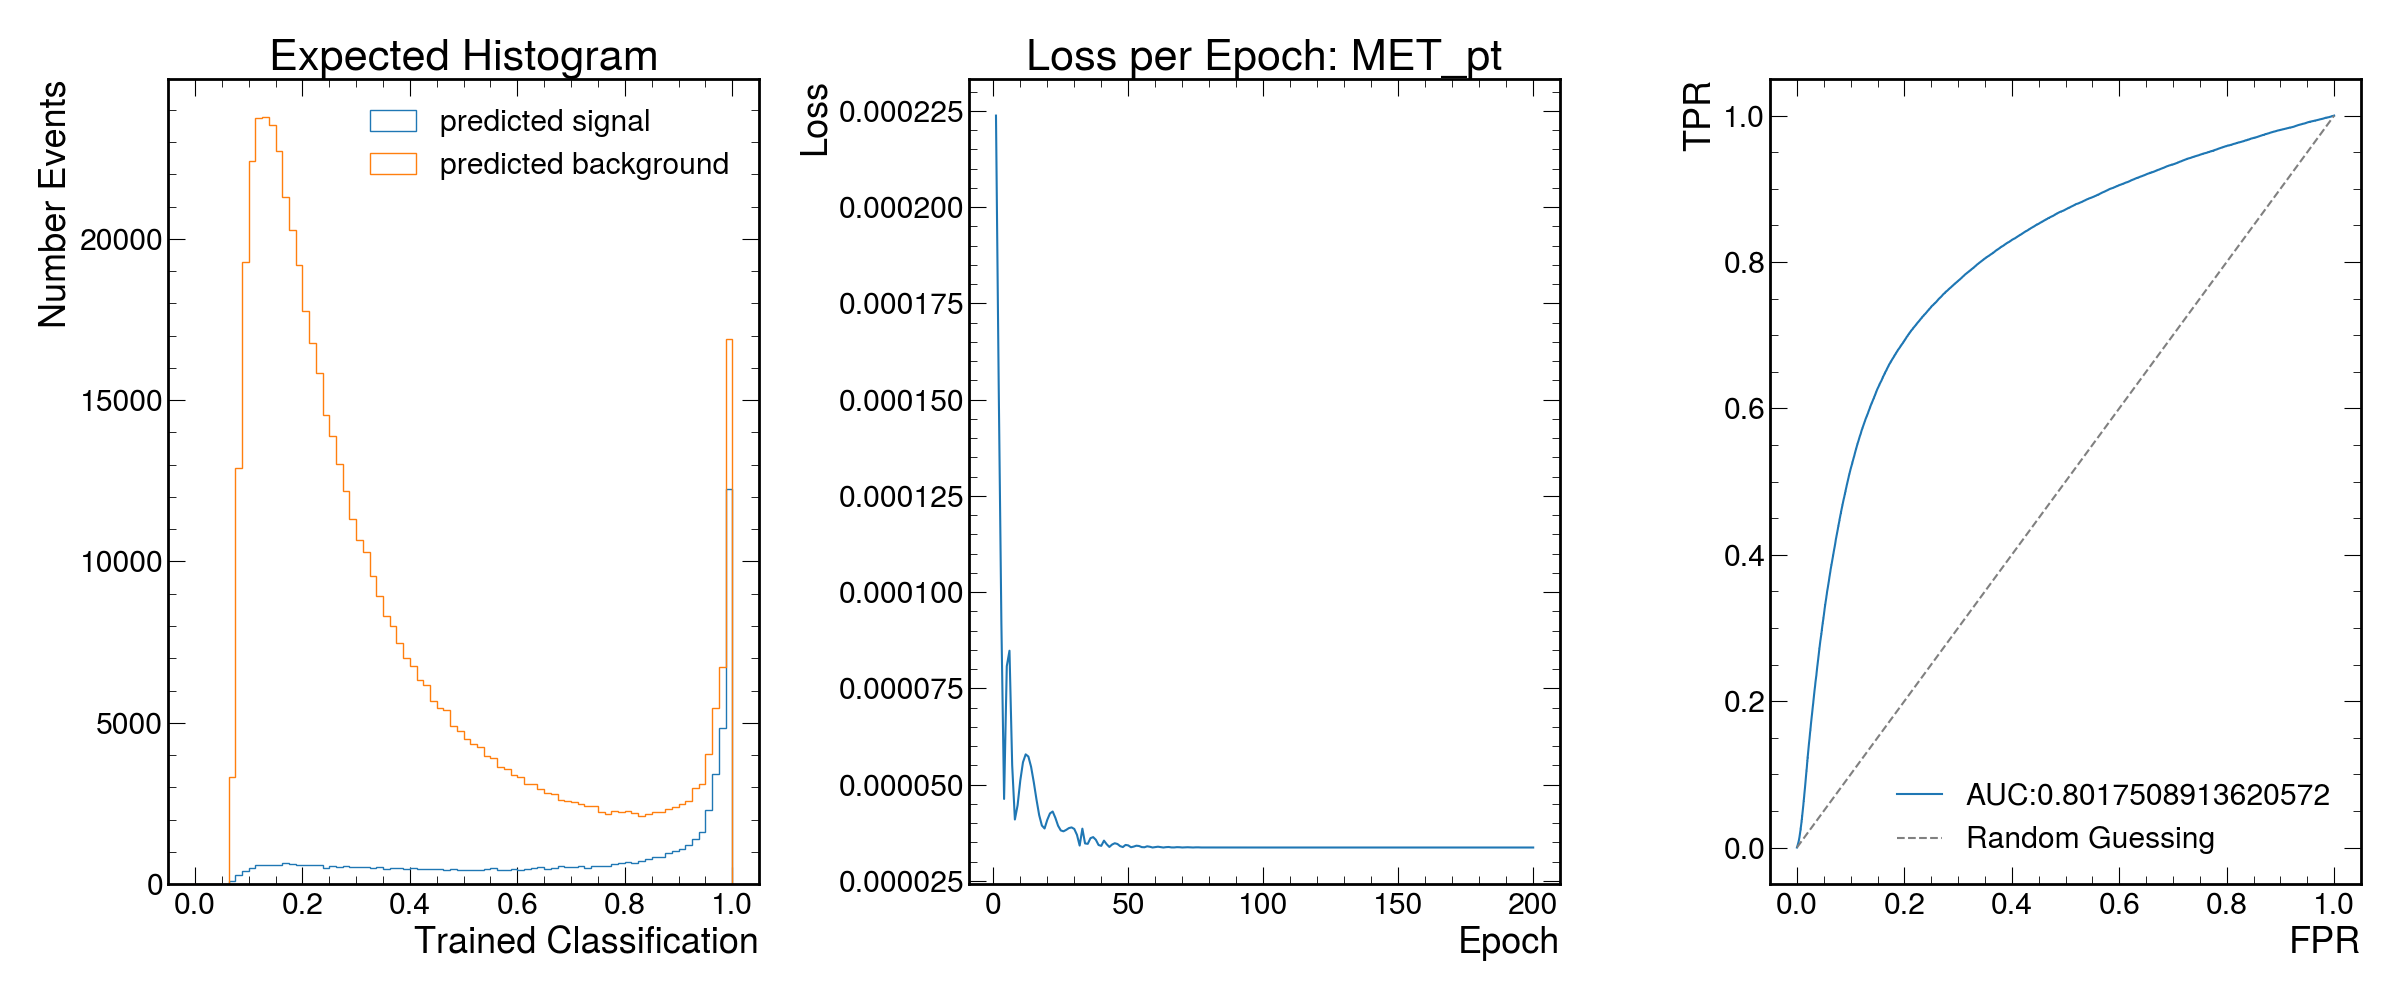 Expected Histogram
Number Events
predicted signal
predicted background
20000
15000
10000
5000
0
0.0 0.2 0.4 0.6 0.8 1.0
Trained Classification
Loss per Epoch: MET_pt
Loss
0.000225
0.000200
0.000175
0.000150
0.000125
0.000100
0.000075
0.000050
0.000025
0 50 100 150 200
Epoch
TPR
1.0
0.8
0.6
0.4
0.2
0.0
AUC:0.8017508913620572
Random Guessing
0.0 0.2 0.4 0.6 0.8 1.0
FPR